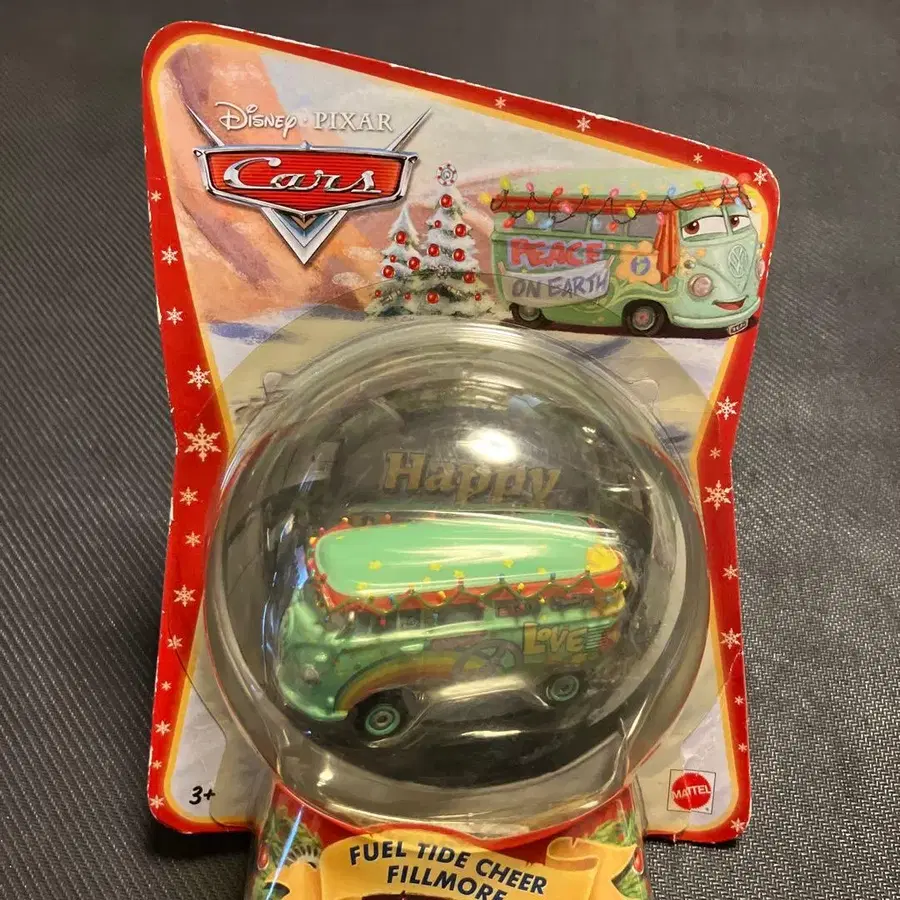 Disney · PIXAR
Cars
PEACE
ON EARTH
Happy
LOVE
3+
MATTEL
FUEL TIDE CHEER
FILLMORE